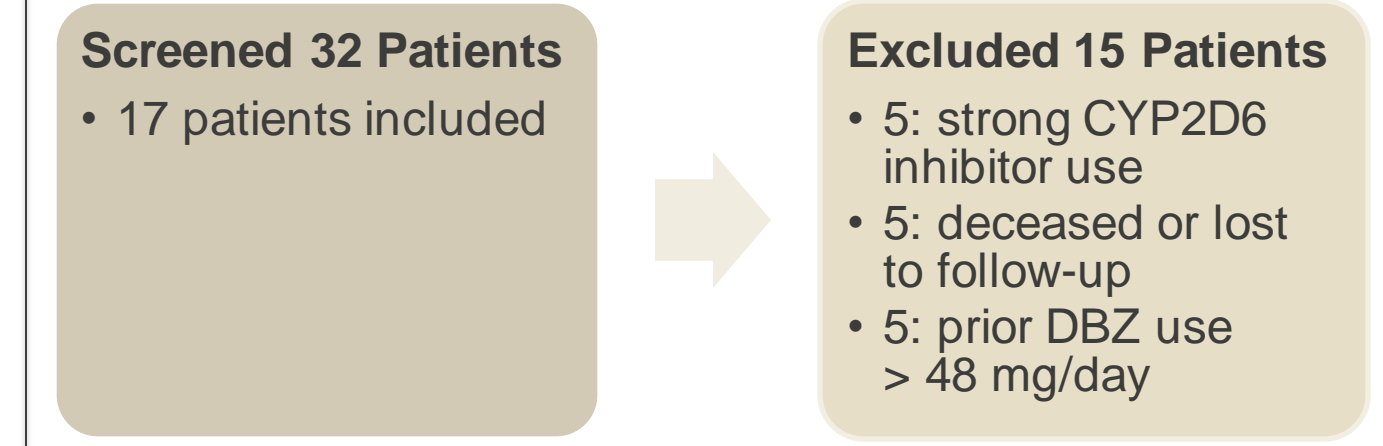 Screened 32 Patients
• 17 patients included
Excluded 15 Patients
• 5: strong CYP2D6
inhibitor use
• 5: deceased or lost
to follow-up
• 5: prior DBZ use
> 48 mg/day